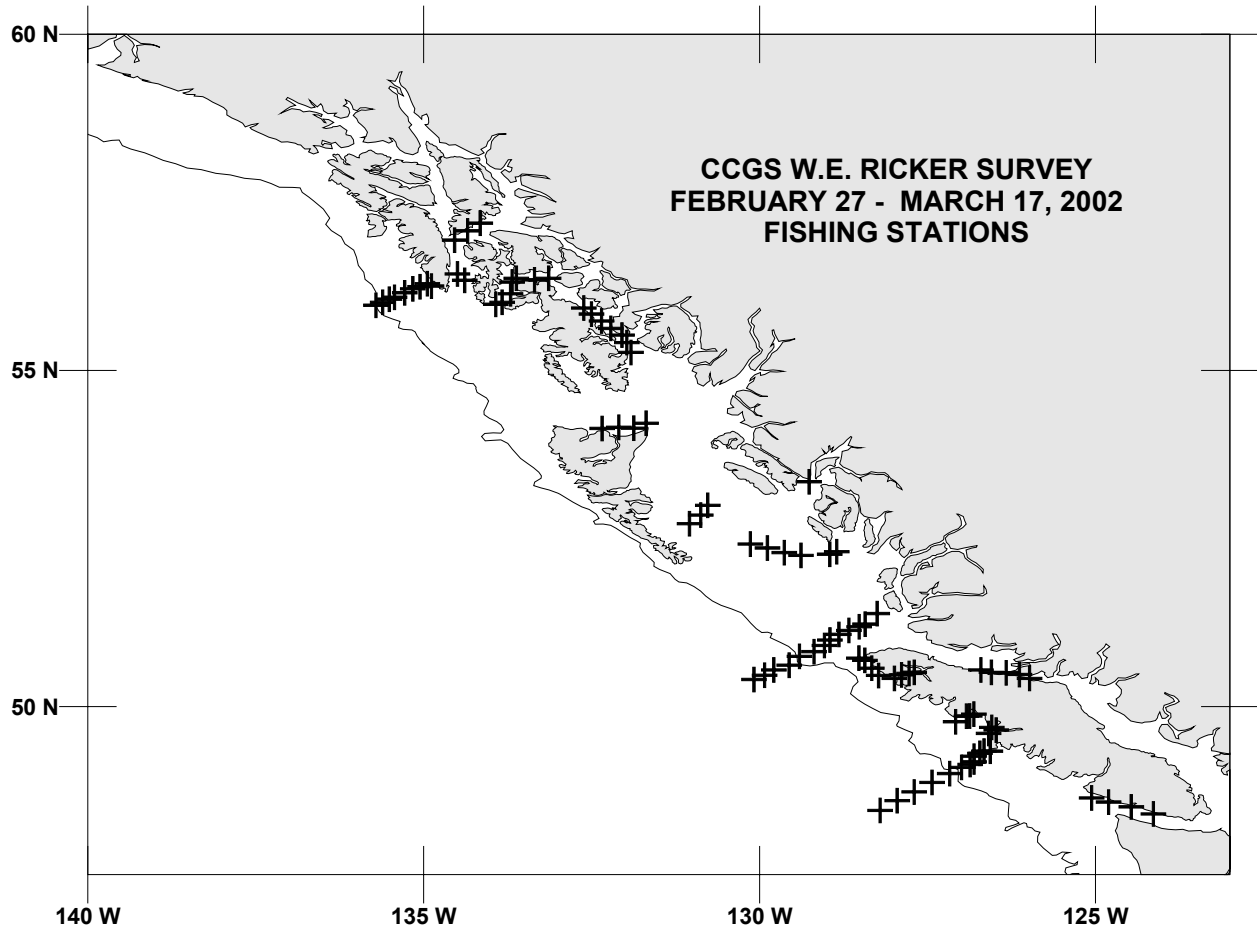 60 N
CCGS W.E. RICKER SURVEY
FEBRUARY 27 - MARCH 17, 2002
FISHING STATIONS
55 N
50 N
140 W
135 W
130 W
125 W